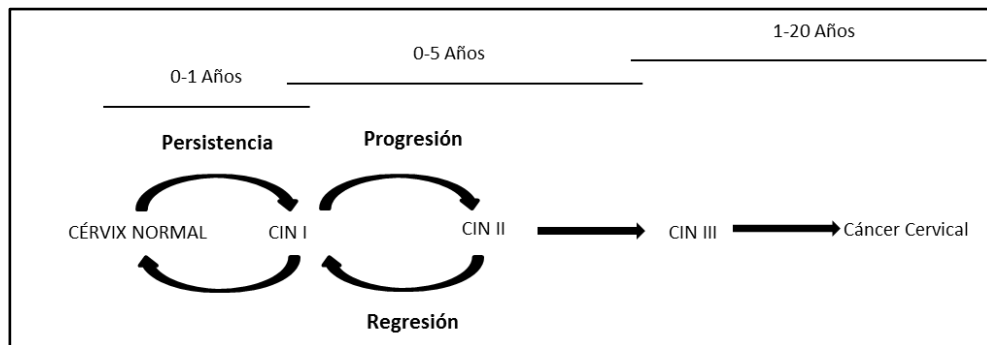 1-20 Años
0-5 Años
0-1 Años
Persistencia
Progresión
CÉRVIX NORMAL
CIN I
CIN II
CIN III
Cáncer Cervical
Regresión